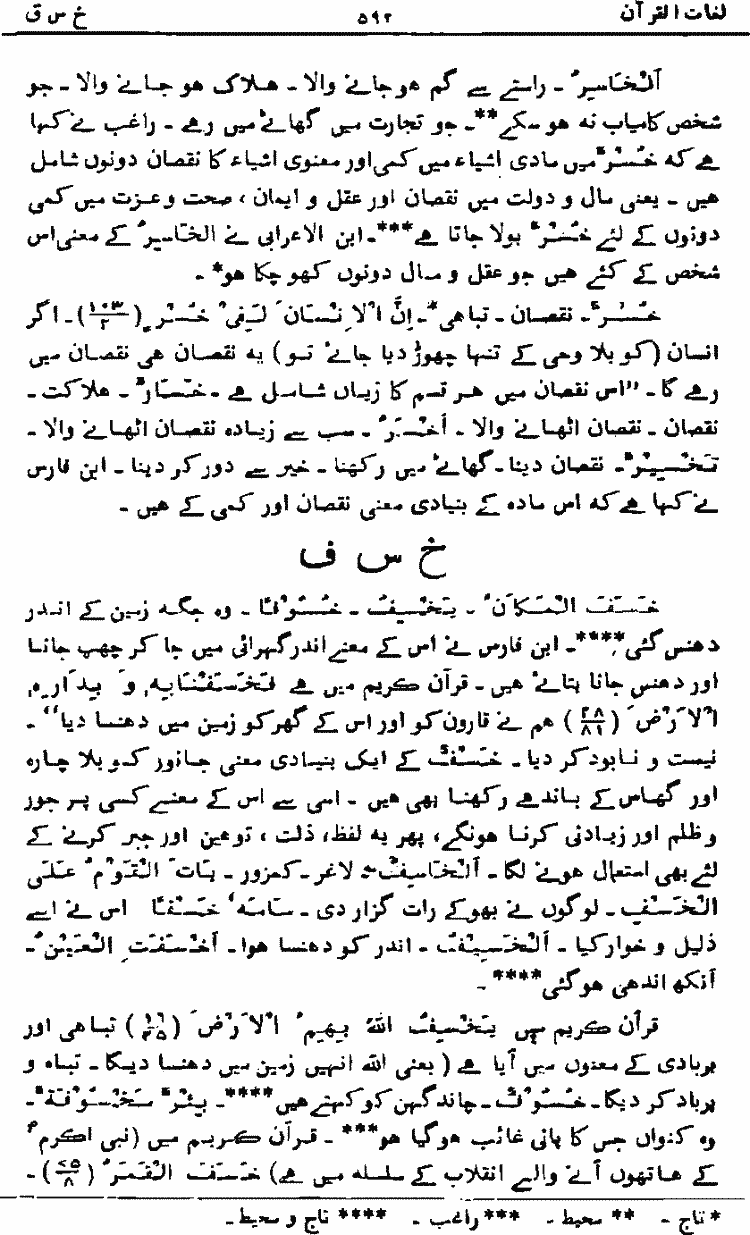 لغات القرآن ۵۹۲ خ س ق
اَلْخَاسِیْرُ ۔ راستے سے گم ہوجانے والا ۔ ہلاک ہو جانے والا ۔ جو
شخص کامیاب نہ ہو سکے** ۔ جو تجارت میں گھاٹے میں رہے ۔ راغب نے کہا
ہے کہ خُسْرٌ میں مادی اشیاء میں کمی اور معنوی اشیاء کا نقصان دونوں شامل
ہیں ۔ یعنی مال و دولت میں نقصان اور عقل و ایمان ، صحت و عزت میں کمی
دونوں کے لئے خُسْرٌ بولا جاتا ہے*** ۔ ابن الاعرابی نے الخاسیرُ کے معنی اس
شخص کے کئے ہیں جو عقل و مال دونوں کھو چکا ہو* ۔
خُسْرٌ ۔ نقصان ۔ تباہی* ۔ اِنَّ الْاِنْسَانَ لَفِیْ خُسْرٍ (۱۰۳/۲) ۔ اگر
انسان (کو بلا وحی کے تنہا چھوڑ دیا جائے تو) یہ نقصان ہی نقصان میں
رہے گا ۔ ”اس نقصان میں ہر قسم کا زیاں شامل ہے ۔ خَسَارٌ ۔ ہلاکت ۔
نقصان ۔ نقصان اٹھانے والا ۔ اَخْسَرُ ۔ سب سے زیادہ نقصان اٹھانے والا ۔
تَخْسِیْرٌ ۔ نقصان دینا ۔ گھاٹے میں رکھنا ۔ خیر سے دور کر دینا ۔ ابن فارس
نے کہا ہے کہ اس مادہ کے بنیادی معنی نقصان اور کمی کے ہیں ۔
خ س ف
خَسَفَ الْمَکَانُ ۔ یَخْسِفُ ۔ خُسُوْفًا ۔ وہ جگہ زمین کے اندر
دھنس گئی**** ۔ ابن فارس نے اس کے معنے اندر گہرائی میں جا کر چھپ جانا
اور دھنس جانا بتائے ہیں ۔ قرآن کریم میں ہے فَخَسَفْنَابِہٖ وَ بِدَارِہِ
الْاَرْضَ (۲۸/۸۱) ہم نے قارون کو اور اس کے گھر کو زمین میں دھنسا دیا“ ۔
نیست و نابود کر دیا ۔ خَسْفٌ کے ایک بنیادی معنی جانور کو بلا چارہ
اور گھاس کے باندھے رکھنا بھی ہیں ۔ اسی سے اس کے معنے کسی پر جور
و ظلم اور زیادتی کرنا ہونگے، پھر یہ لفظ، ذلت ، توہین اور جبر کرنے کے
لئے بھی استعمال ہونے لگا ۔ اَلْخَاسِفُ ۔ لاغر ۔ کمزور ۔ بَاتَ الْقَوْمُ عَلَی
الْخَسْفِ ۔ لوگوں نے بھوکے رات گزار دی ۔ سَامَہٗ خَسْفًا اس نے اسے
ذلیل و خوار کیا ۔ اَلْخَسِیْفُ ۔ اندر کو دھنسا ہوا ۔ اَخْسَفَتِ الْعَیْنُ ۔
آنکھ اندھی ہو گئی**** ۔
قرآن کریم میں یَخْسِفُ اللہُ بِھِمُ الْاَرْضَ تباہی اور
بربادی کے معنوں میں آیا ہے ( یعنی اللہ انہیں زمین میں دھنسا دیگا ۔ تباہ و
برباد کر دیگا ۔ خُسُوْفٌ ۔ چاند گہن کو کہتے ہیں**** ۔ بِئْرٌ مَخْسُوْفَۃٌ ۔
وہ کنواں جس کا پانی غائب ہوگیا ہو*** ۔ قرآن کریم میں (نبی اکرمؐ
کے ہاتھوں آنے والے انقلاب کے سلسلہ میں ہے) خَسَفَ الْقَمَرُ (۷۵/۸) ۔
* تاج ۔ ** محیط ۔ *** راغب ۔ **** تاج و محیط ۔